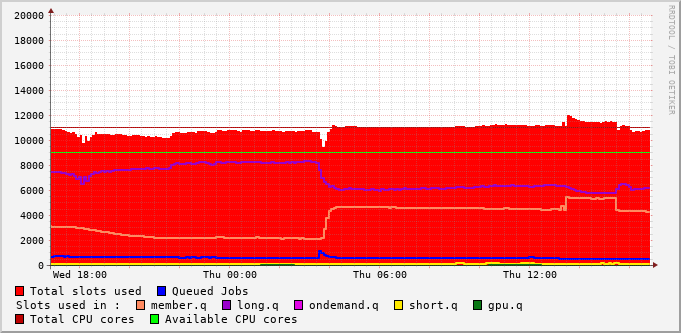 20000
18000
16000
14000
12000
10000
8000
6000
4000
2000
0
Wed 18:00 Thu 00:00 Thu 06:00 Thu 12:00
RRDTOOL / TOBI OETIKER
Total slots used Queued Jobs
Slots used in : member.q long.q ondemand.q short.q gpu.q
Total CPU cores Available CPU cores